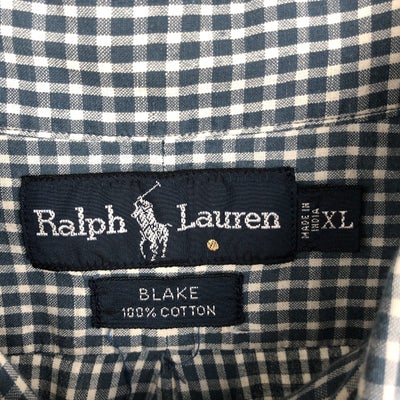 Ralph Lauren
MADE IN
INDIA
XL
BLAKE
100% COTTON